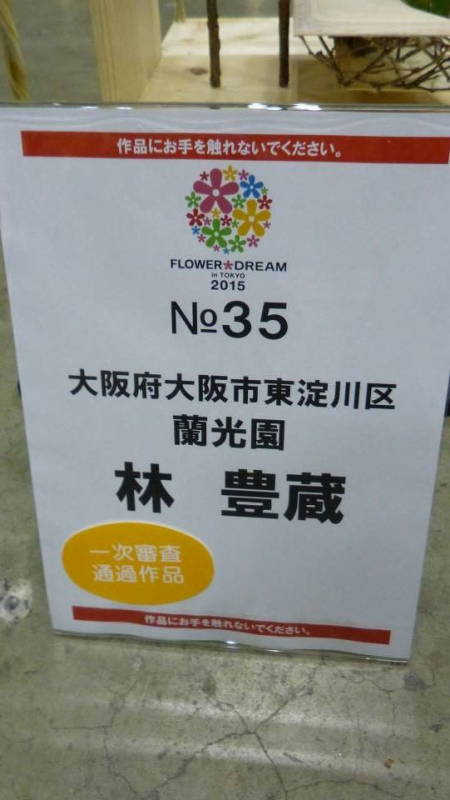 作品にお手を触れないでください。
FLOWER*DREAM
in TOKYO
2015
№35
大阪府大阪市東淀川区
蘭光園
林 豊蔵
一次審査
通過作品
作品にお手を触れないでください。